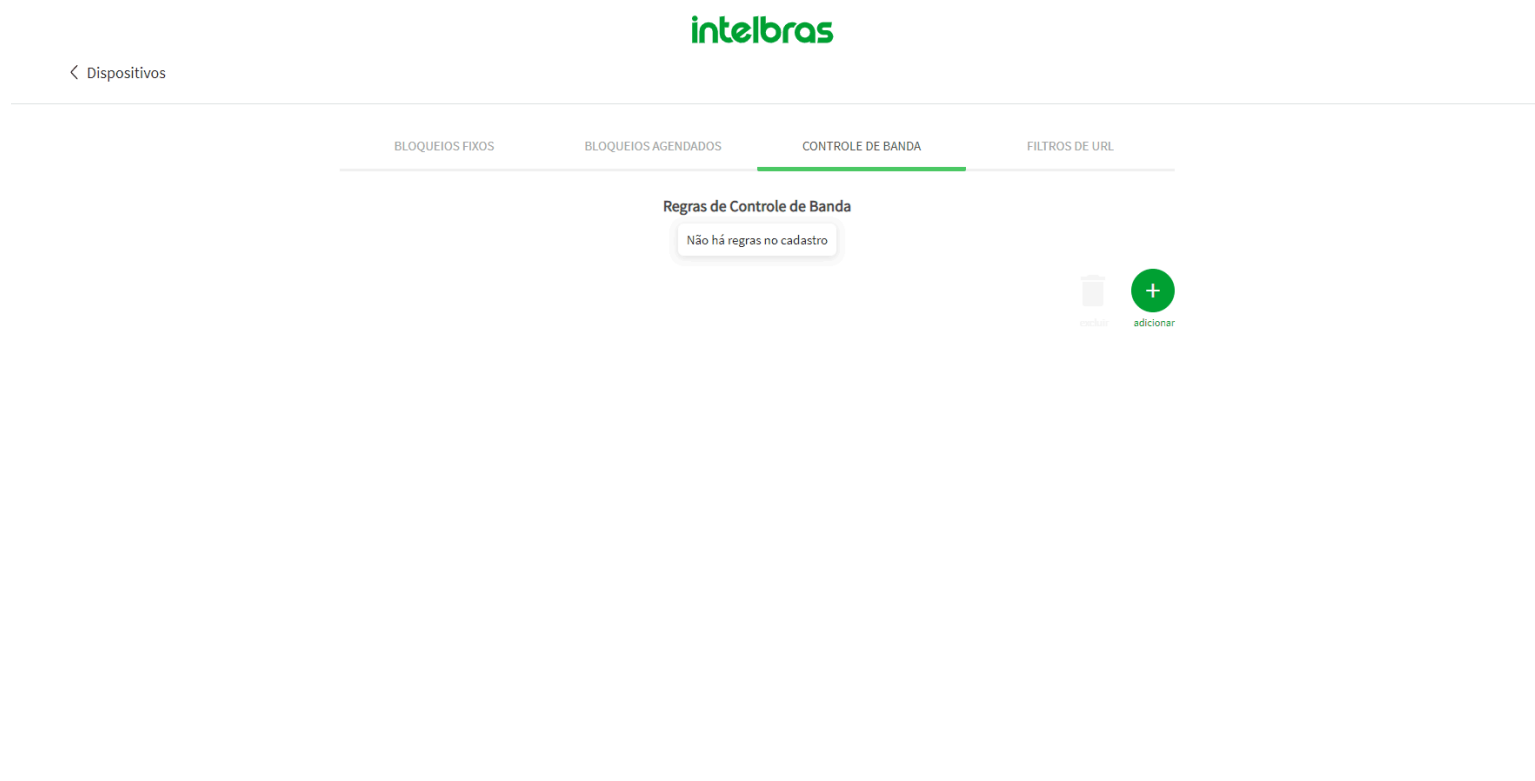 intelbras
Dispositivos
BLOQUEIOS FIXOS
BLOQUEIOS AGENDADOS
CONTROLE DE BANDA
FILTROS DE URL
Regras de Controle de Banda
Não há regras no cadastro
excluir
adicionar